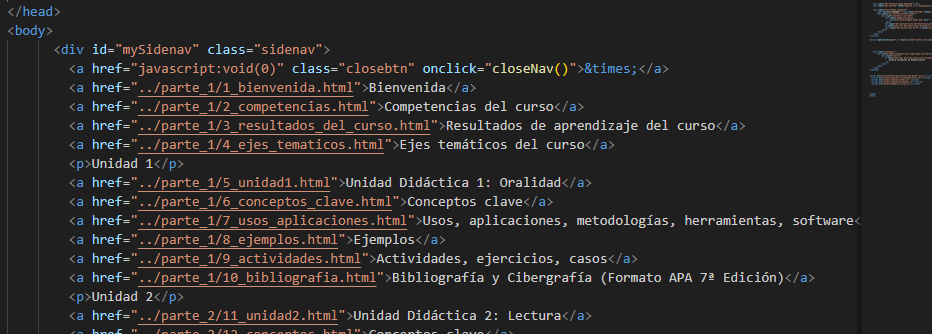 </head>
<body>
<div id="mySidenav" class="sidenav">
<a href="javascript:void(0)" class="closebtn" onclick="closeNav()">&times;</a>
<a href="../parte_1/1_bienvenida.html">Bienvenida</a>
<a href="../parte_1/2_competencias.html">Competencias del curso</a>
<a href="../parte_1/3_resultados_del_curso.html">Resultados de aprendizaje del curso</a>
<a href="../parte_1/4_ejes_tematicos.html">Ejes temáticos del curso</a>
<p>Unidad 1</p>
<a href="../parte_1/5_unidad1.html">Unidad Didáctica 1: Oralidad</a>
<a href="../parte_1/6_conceptos_clave.html">Conceptos clave</a>
<a href="../parte_1/7_usos_aplicaciones.html">Usos, aplicaciones, metodologías, herramientas, software<
<a href="../parte_1/8_ejemplos.html">Ejemplos</a>
<a href="../parte_1/9_actividades.html">Actividades, ejercicios, casos</a>
<a href="../parte_1/10_bibliografia.html">Bibliografía y Cibergrafía (Formato APA 7ª Edición)</a>
<p>Unidad 2</p>
<a href="../parte_2/11_unidad2.html">Unidad Didáctica 2: Lectura</a>
<a href="../parte_2/12_conceptos.html">Conceptos clave</a>